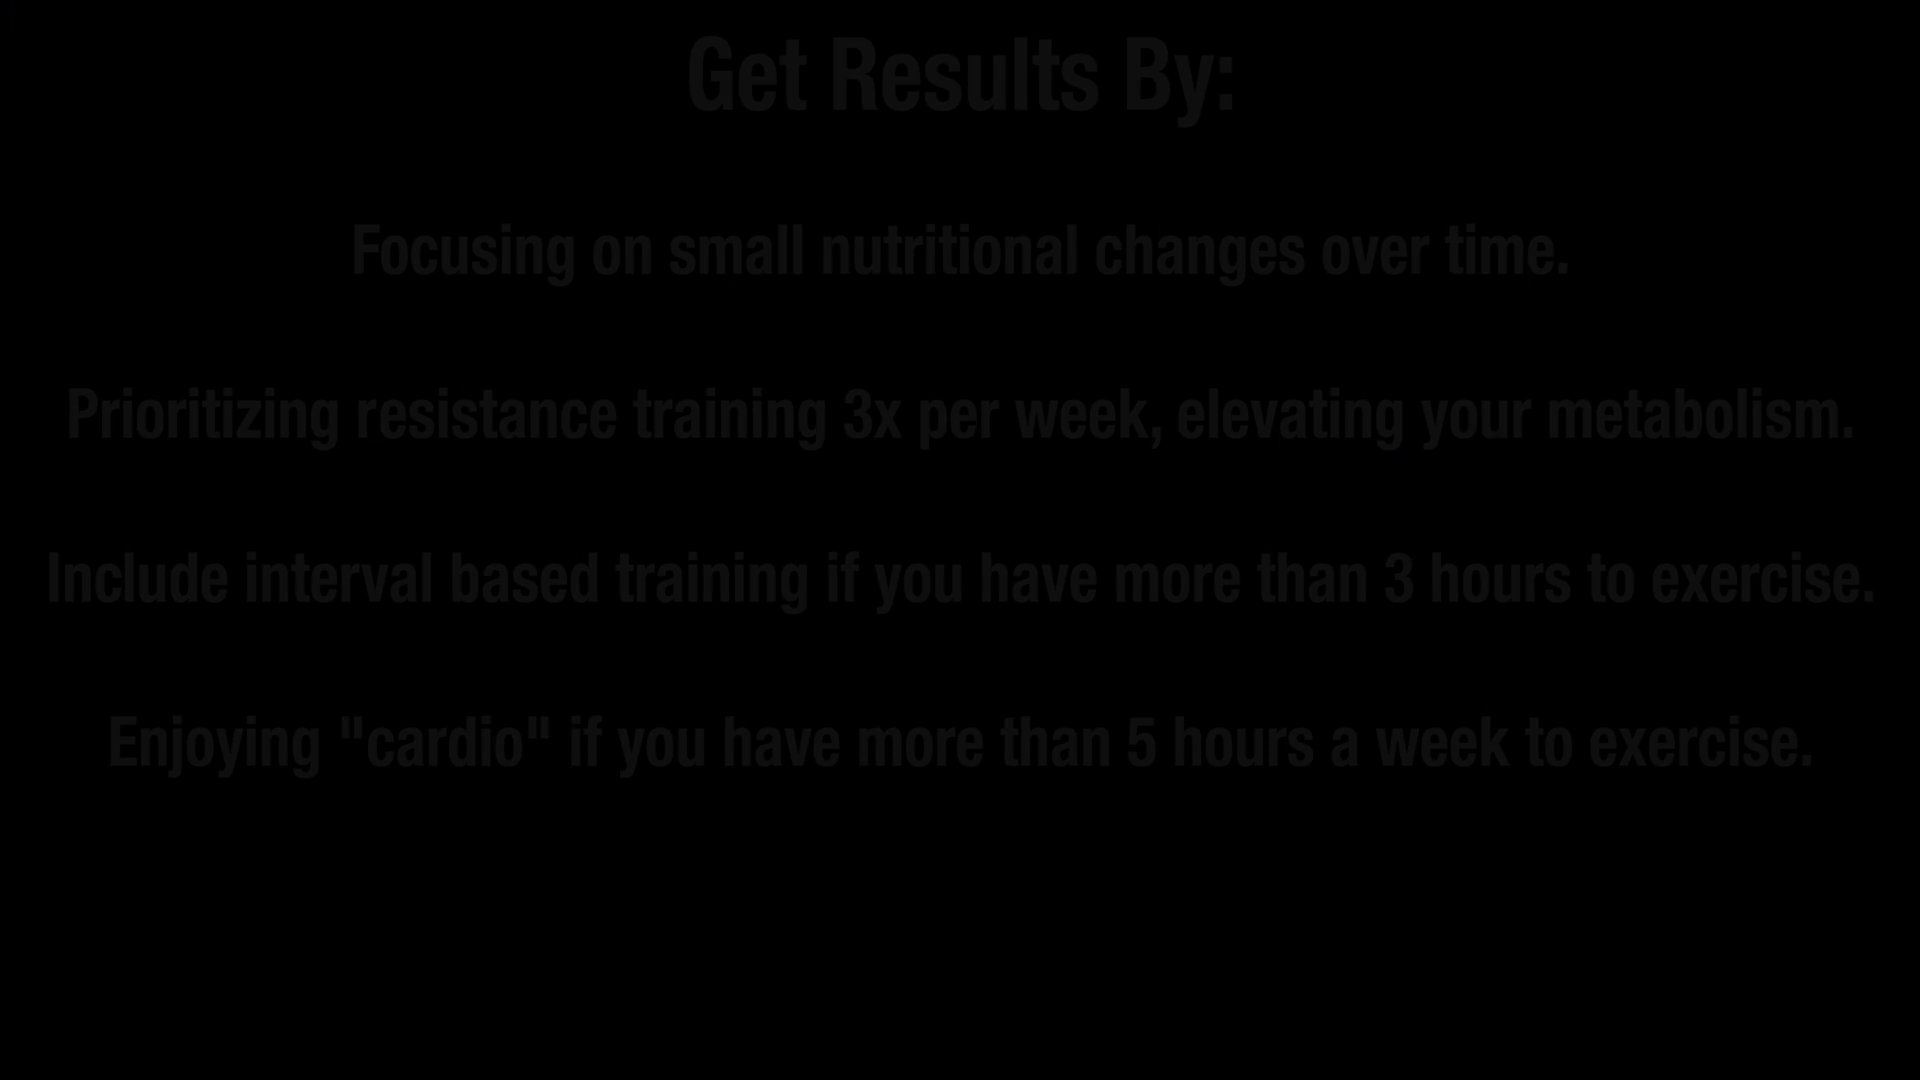 Get Results By:
Focusing on small nutritional changes over time.
Prioritizing resistance training 3x per week, elevating your metabolism.
Include interval based training if you have more than 3 hours to exercise.
Enjoying "cardio" if you have more than 5 hours a week to exercise.